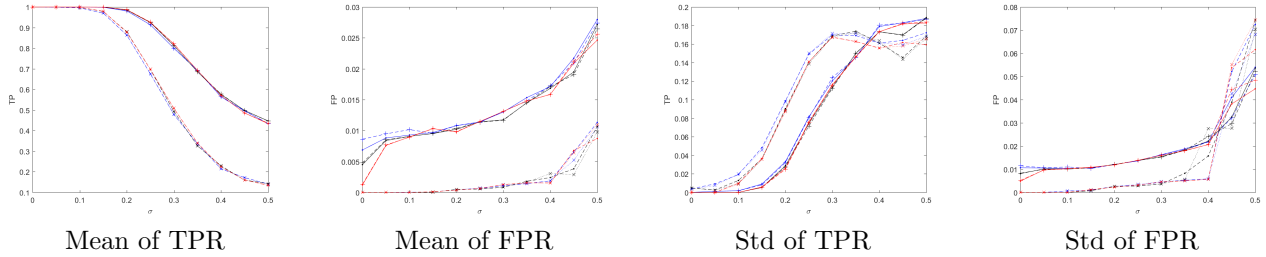 1
0.9
0.8
0.7
0.6
0.5
0.4
0.3
0.2
0.1
TP
0 0.1 0.2 0.3 0.4 0.5
σ
Mean of TPR
0.03
0.025
0.02
0.015
0.01
0.005
0
FP
0 0.1 0.2 0.3 0.4 0.5
σ
Mean of FPR
0.2
0.18
0.16
0.14
0.12
0.1
0.08
0.06
0.04
0.02
0
TP
0 0.1 0.2 0.3 0.4 0.5
σ
Std of TPR
0.08
0.07
0.06
0.05
0.04
0.03
0.02
0.01
0
FP
0 0.1 0.2 0.3 0.4 0.5
σ
Std of FPR